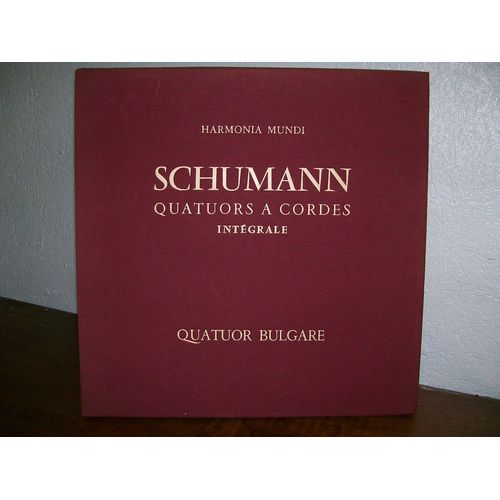 HARMONIA MUNDI
SCHUMANN
QUATUORS A CORDES
INTÉGRALE
QUATUOR BULGARE